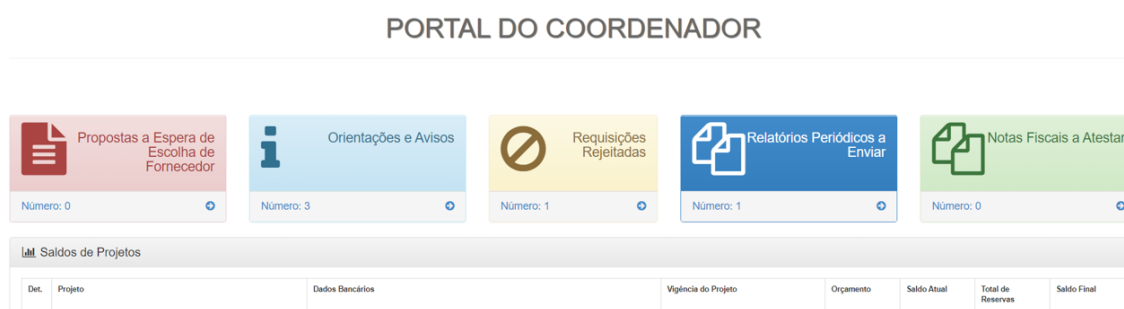 PORTAL DO COORDENADOR
Propostas a Espera de
Escolha de
Fornecedor
Número: 0
Orientações e Avisos
Número: 3
Requisições
Rejeitadas
Número: 1
Relatórios Periódicos a
Enviar
Número: 1
Notas Fiscais a Atestar
Número: 0
Saldos de Projetos
Det. Projeto Dados Bancários Vigência do Projeto Orçamento Saldo Atual Total de Saldo Final
Reservas